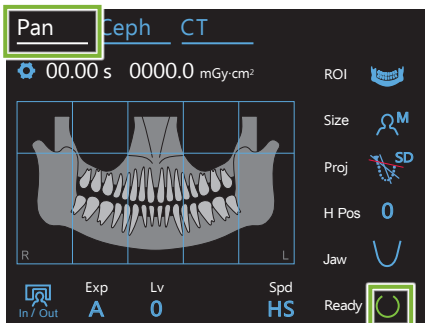 Pan Ceph CT
00.00 s 0000.0 mGy·cm²
ROI
Size M
Proj SD
H Pos 0
R L
Jaw
In / Out
Exp A
Lv 0
Spd HS
Ready